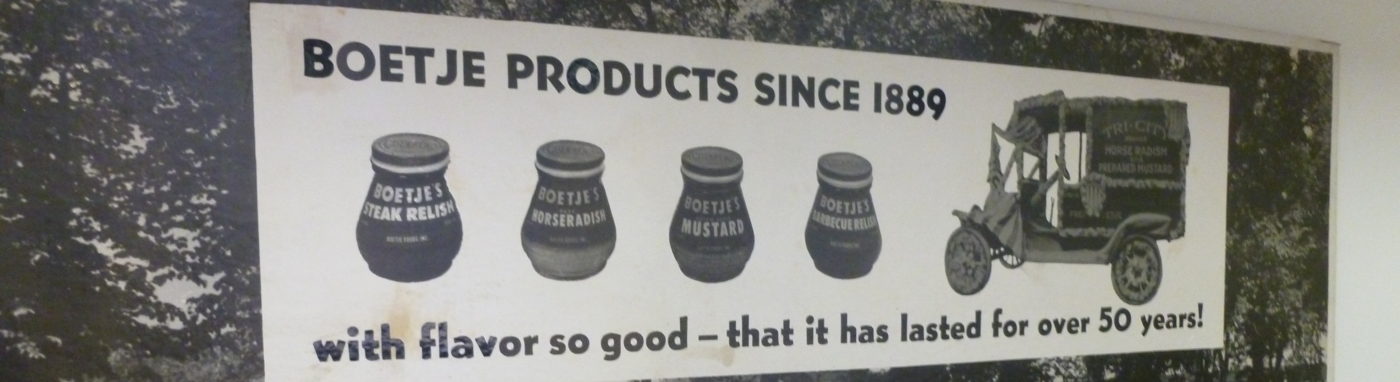 BOETJE PRODUCTS SINCE 1889
BOETJE'S
STEAK RELISH
BOETJE'S
HORSERADISH
BOETJE'S
MUSTARD
BOETJE'S
BARBECUE RELISH
TRI-CITY
HORSE RADISH
PREPARED MUSTARD
with flavor so good – that it has lasted for over 50 years!